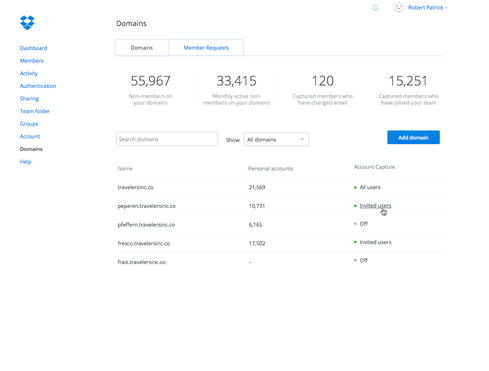 Robert Patrick
Domains
Dashboard
Members
Activity
Authentication
Sharing
Team folder
Groups
Account
Domains
Help
Domains
Member Requests
55,967
Non-members on
your domains
33,415
Monthly active non-
members on your domains
120
Captured members who
have changed email
15,251
Captured members who
have joined your team
Search domains
Show
All domains
Add domain
Name Personal accounts Account Capture
travelersinc.co 21,569 All users
peperen.travelersinc.co 10,731 Invited users
pfeffern.travelersinc.co 6,165 Off
fresco.travelersinc.co 17,502 Invited users
frais.travelersinc.co – Off